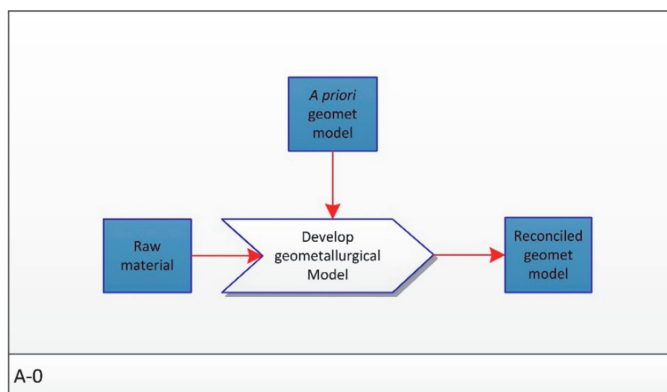 A priori
geomet
model
Raw
material
Develop
geometallurgical
Model
Reconciled
geomet
model
A-0